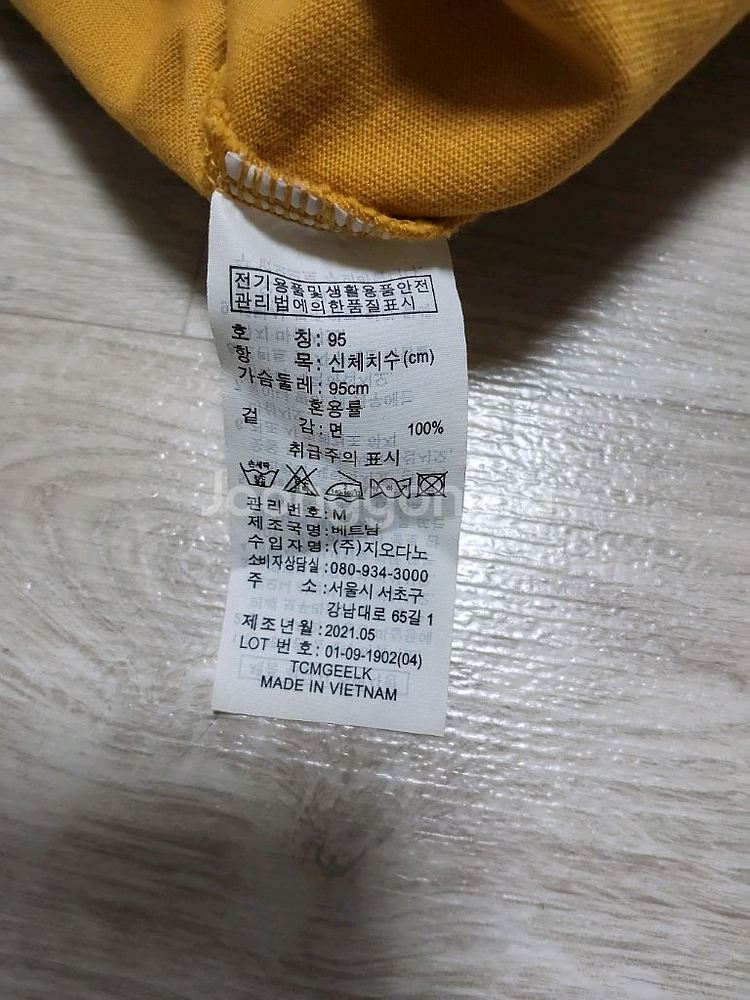 전기용품및생활용품안전
관리법에의한품질표시
호 칭: 95
항 목: 신체치수(cm)
가슴둘레: 95cm
혼용률
겉 감: 면 100%
취급주의 표시
손세탁
관리번호: M
제조국명: 베트남
수입자명: (주)지오다노
소비자상담실: 080-934-3000
주 소: 서울시 서초구
강남대로 65길 1
제조년월: 2021.05
LOT 번호: 01-09-1902(04)
TCMGEELK
MADE IN VIETNAM